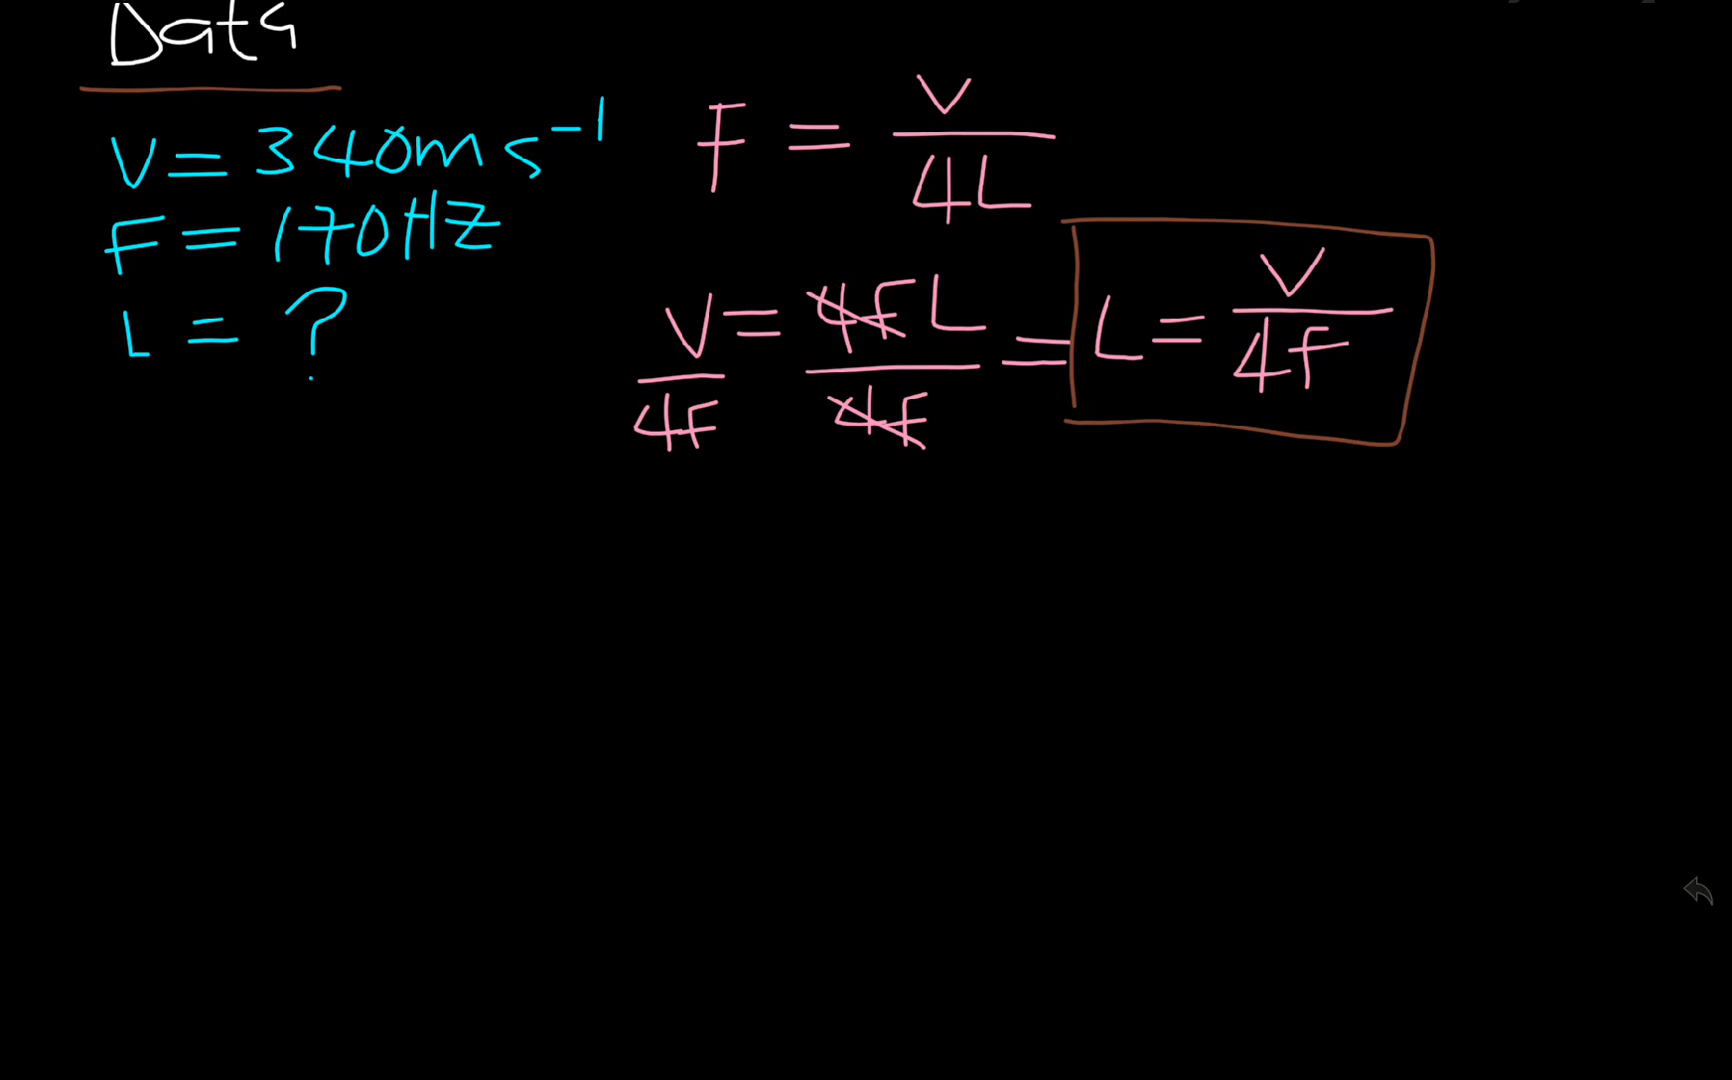 Data
V = 340ms⁻¹
F = 170HZ
L = ?
F = V / 4L
V / 4F = 4FL / 4F = L = V / 4F